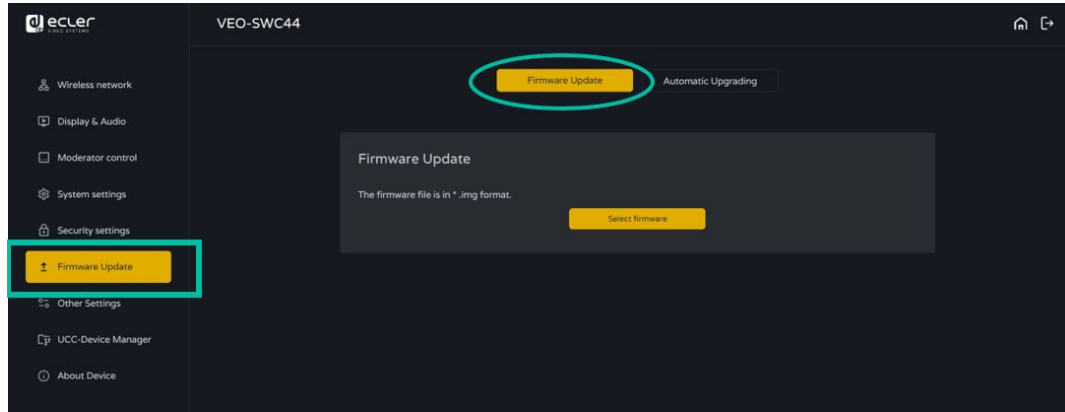 ecler
VIDEO SYSTEMS
VEO-SWC44
Wireless network
Display & Audio
Moderator control
System settings
Security settings
Firmware Update
Other Settings
UCC-Device Manager
About Device
Firmware Update
Automatic Upgrading
Firmware Update
The firmware file is in * .img format.
Select firmware